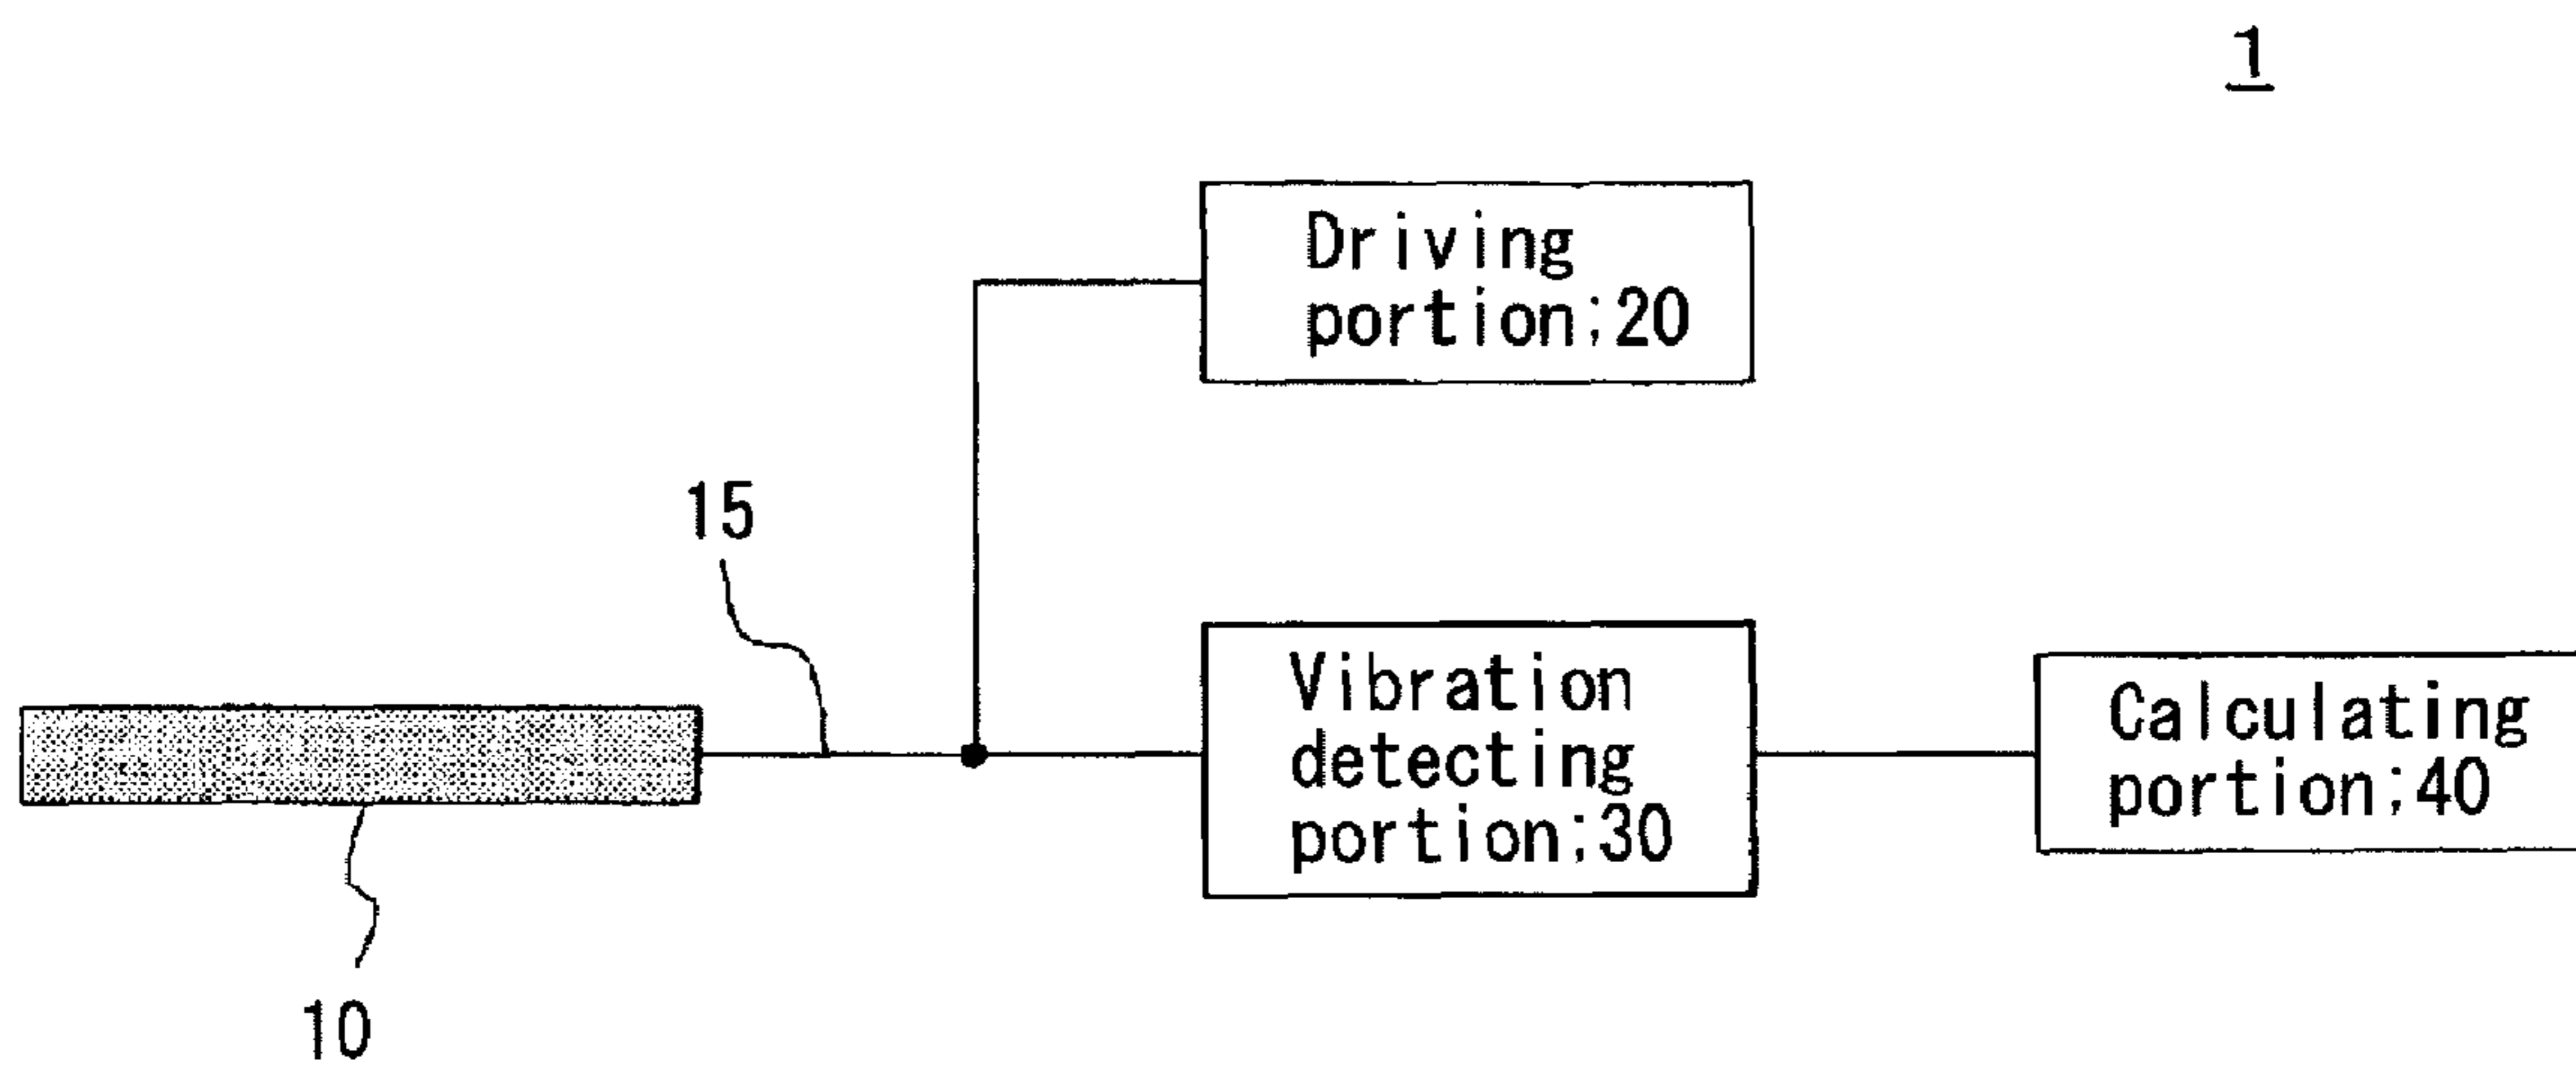 1
Driving
portion;20
15
Vibration
detecting
portion;30
Calculating
portion;40
10